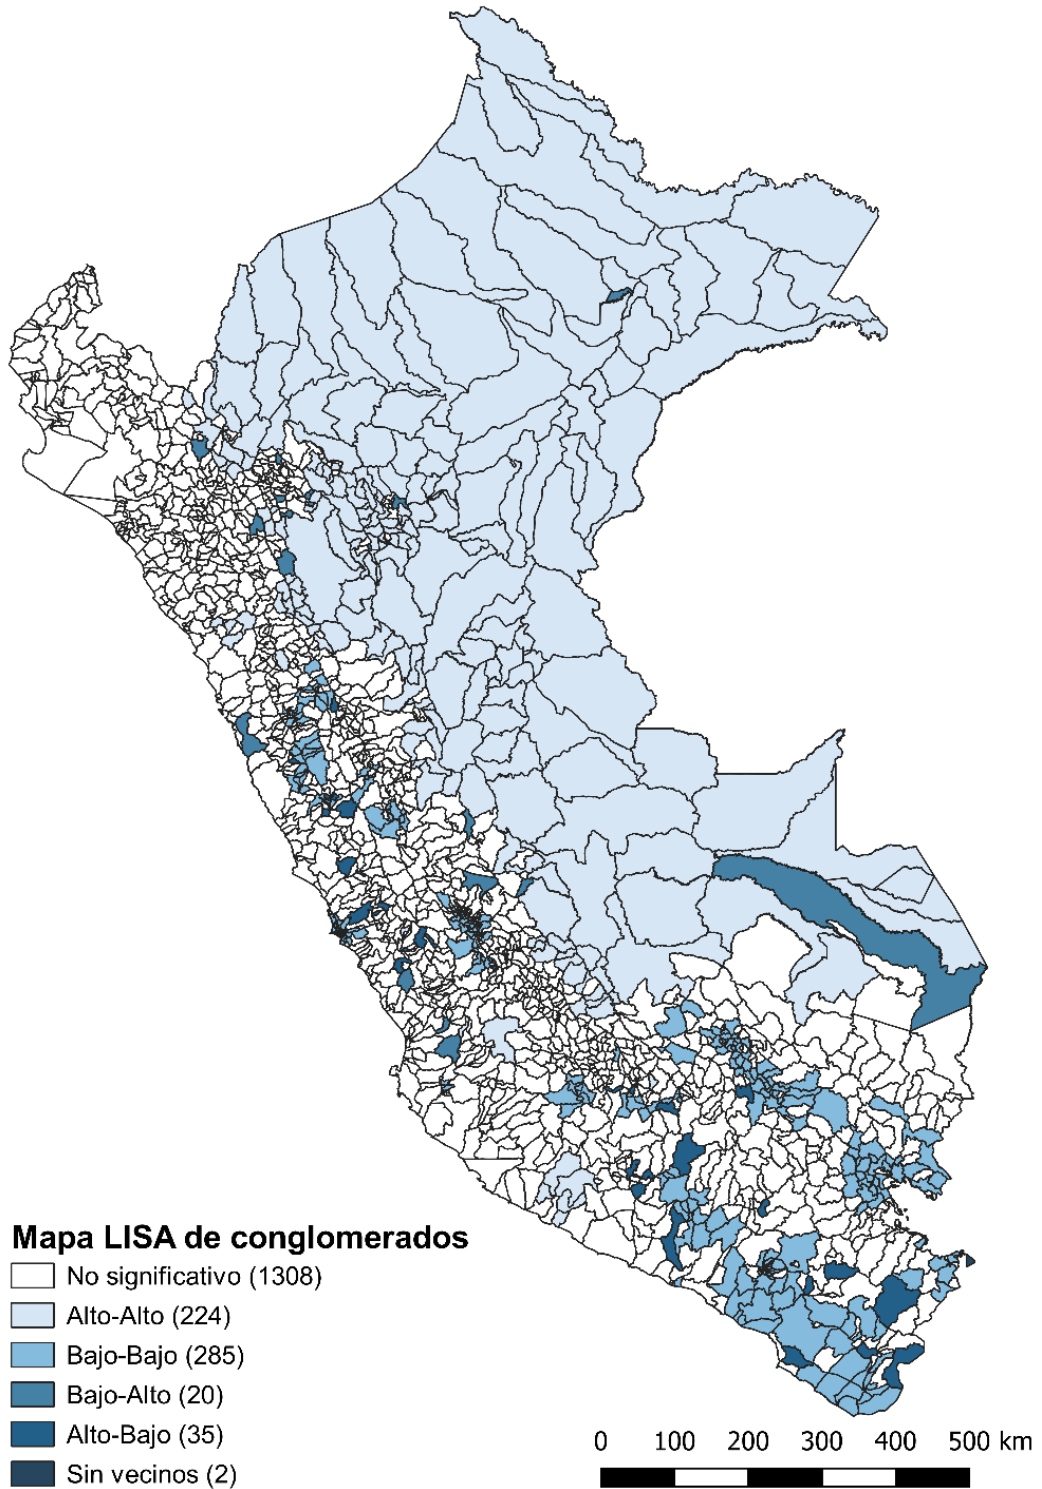 Mapa LISA de conglomerados
No significativo (1308)
Alto-Alto (224)
Bajo-Bajo (285)
Bajo-Alto (20)
Alto-Bajo (35)
Sin vecinos (2)
0 100 200 300 400 500 km